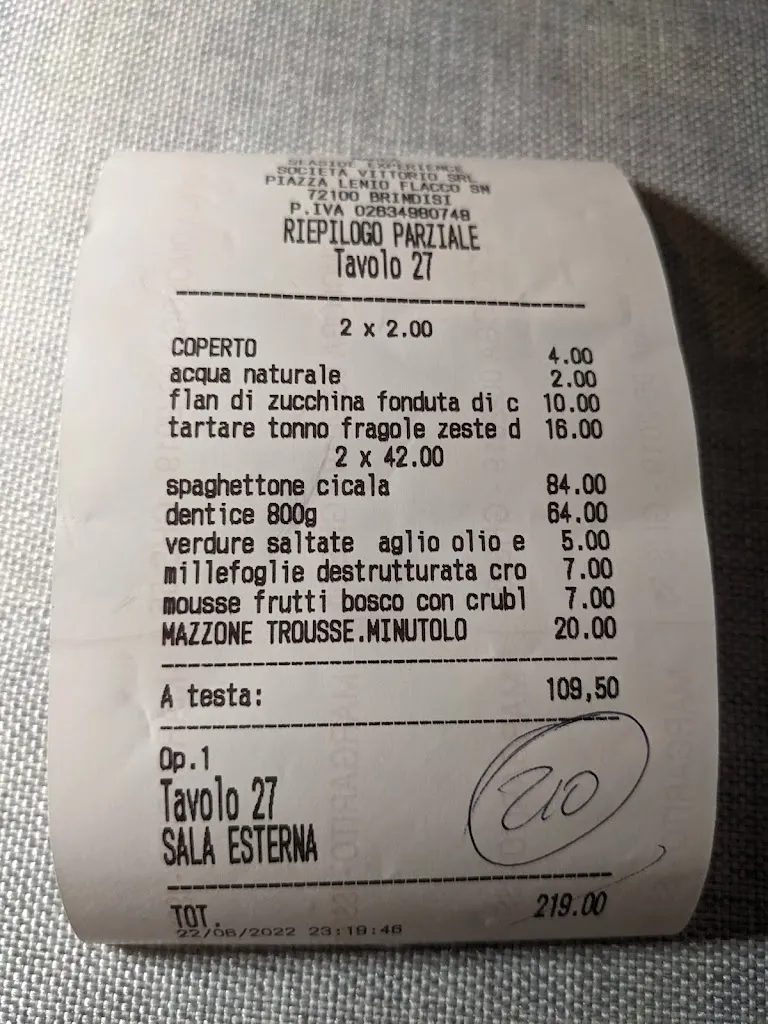 SEASIDE EXPERIENCE
SOCIETA VITTORIO SRL
PIAZZA LENIO FLACCO SN
72100 BRINDISI
P.IVA 02634980748
RIEPILOGO PARZIALE
Tavolo 27
2 x 2.00
COPERTO 4.00
acqua naturale 2.00
flan di zucchina fonduta di c 10.00
tartare tonno fragole zeste d 16.00
2 x 42.00
spaghettone cicala 84.00
dentice 800g 64.00
verdure saltate aglio olio e 5.00
millefoglie destrutturata cro 7.00
mousse frutti bosco con crubl 7.00
MAZZONE TROUSSE.MINUTOLO 20.00
A testa: 109,50
Op.1
Tavolo 27
210
SALA ESTERNA
TOT. 219.00
22/06/2022 23:19:46